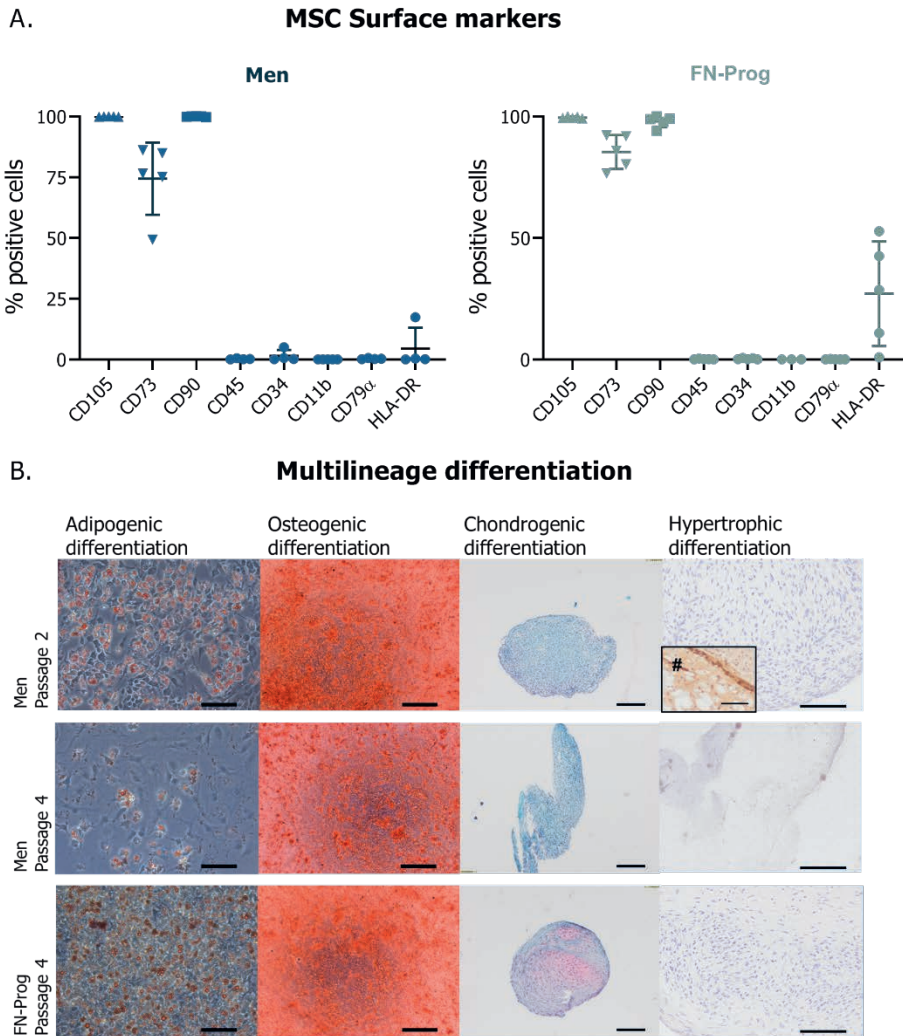 A.
MSC Surface markers
Men
% positive cells
100
75
50
25
0
CD105
CD73
CD90
CD45
CD34
CD11b
CD79α
HLA-DR
FN-Prog
% positive cells
100
50
0
CD105
CD73
CD90
CD45
CD34
CD11b
CD79α
HLA-DR
B.
Multilineage differentiation
Adipogenic
differentiation
Osteogenic
differentiation
Chondrogenic
differentiation
Hypertrophic
differentiation
Men
Passage 2
#
Men
Passage 4
FN-Prog
Passage 4